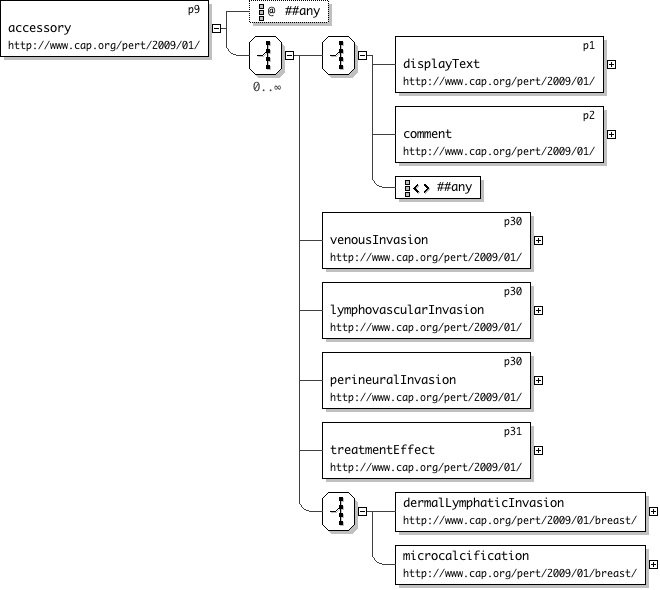 p9
accessory
http://www.cap.org/pert/2009/01/
@ ##any
0..∞
p1
displayText
http://www.cap.org/pert/2009/01/
p2
comment
http://www.cap.org/pert/2009/01/
<> ##any
p30
venousInvasion
http://www.cap.org/pert/2009/01/
p30
lymphovascularInvasion
http://www.cap.org/pert/2009/01/
p30
perineuralInvasion
http://www.cap.org/pert/2009/01/
p31
treatmentEffect
http://www.cap.org/pert/2009/01/
dermalLymphaticInvasion
http://www.cap.org/pert/2009/01/breast/
microcalcification
http://www.cap.org/pert/2009/01/breast/